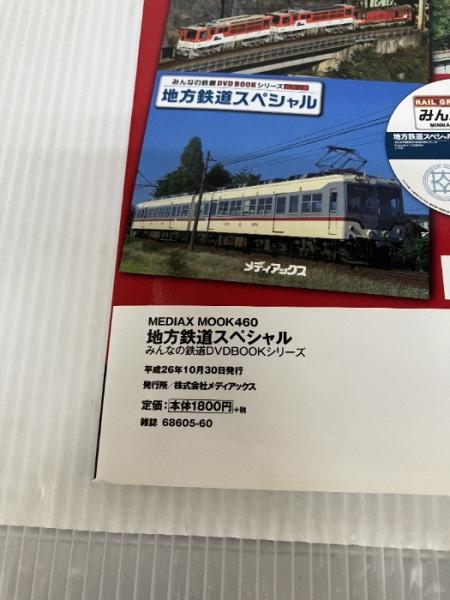 みんなの鉄道DVD BOOKシリーズ
地方鉄道スペシャル
RAIL GR
みん
MINNA
地方鉄道スペシャル
メディアックス
MEDIAX MOOK460
地方鉄道スペシャル
みんなの鉄道DVDBOOKシリーズ
平成26年10月30日発行
発行所/株式会社メディアックス
定価:本体1800円+税
雑誌 68605-60